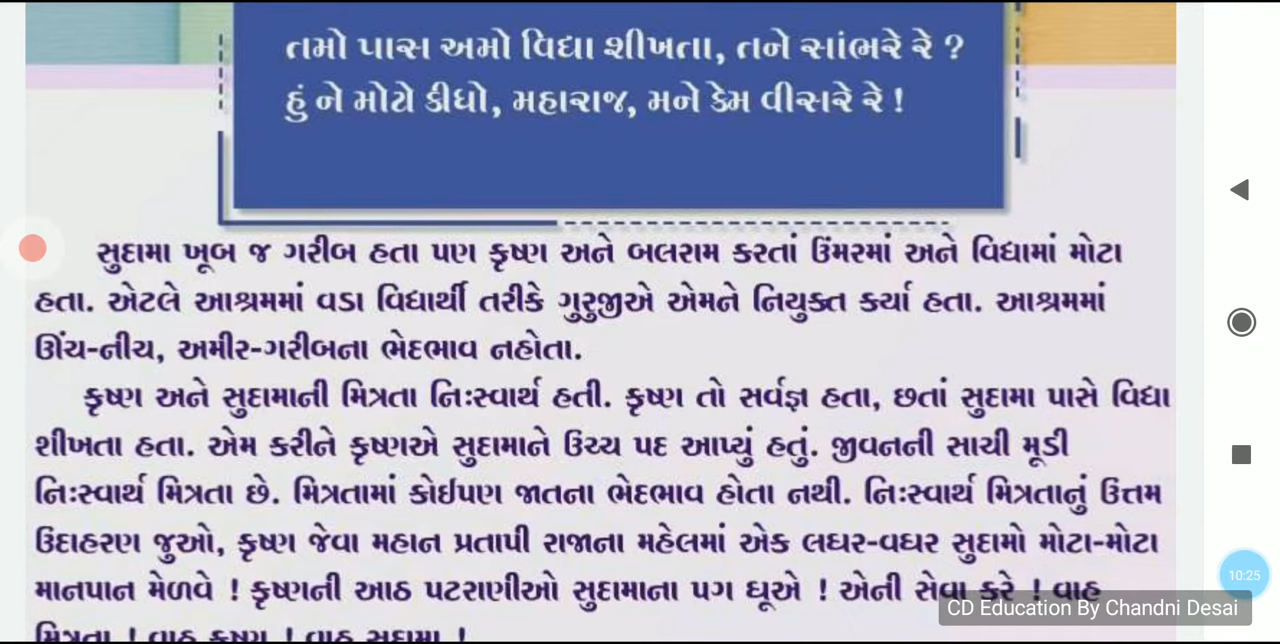 તમો પાસ અમો વિદ્યા શીખતા, તને સાંભરે રે ?
હું ને મોટો કીધો, મહારાજ, મને કેમ વીસરે રે !
સુદામા ખૂબ જ ગરીબ હતા પણ કૃષ્ણ અને બલરામ કરતાં ઉંમરમાં અને વિદ્યામાં મોટા
હતા. એટલે આશ્રમમાં વડા વિદ્યાર્થી તરીકે ગુરુજીએ એમને નિયુક્ત કર્યા હતા. આશ્રમમાં
ઊંચ-નીચ, અમીર-ગરીબના ભેદભાવ નહોતા.
કૃષ્ણ અને સુદામાની મિત્રતા નિઃસ્વાર્થ હતી. કૃષ્ણ તો સર્વજ્ઞ હતા, છતાં સુદામા પાસે વિદ્યા
શીખતા હતા. એમ કરીને કૃષ્ણએ સુદામાને ઉચ્ચ પદ આપ્યું હતું. જીવનની સાચી મૂડી
નિઃસ્વાર્થ મિત્રતા છે. મિત્રતામાં કોઈપણ જાતના ભેદભાવ હોતા નથી. નિઃસ્વાર્થ મિત્રતાનું ઉત્તમ
ઉદાહરણ જુઓ, કૃષ્ણ જેવા મહાન પ્રતાપી રાજાના મહેલમાં એક લઘર-વઘર સુદામો મોટા-મોટા
માનપાન મેળવે ! કૃષ્ણની આઠ પટરાણીઓ સુદામાના પગ ધૂએ ! એની સેવા કરે ! વાહ
મિત્રતા ! વાહ કૃષ્ણ ! વાહ સુદામા !
10:25
CD Education By Chandni Desai